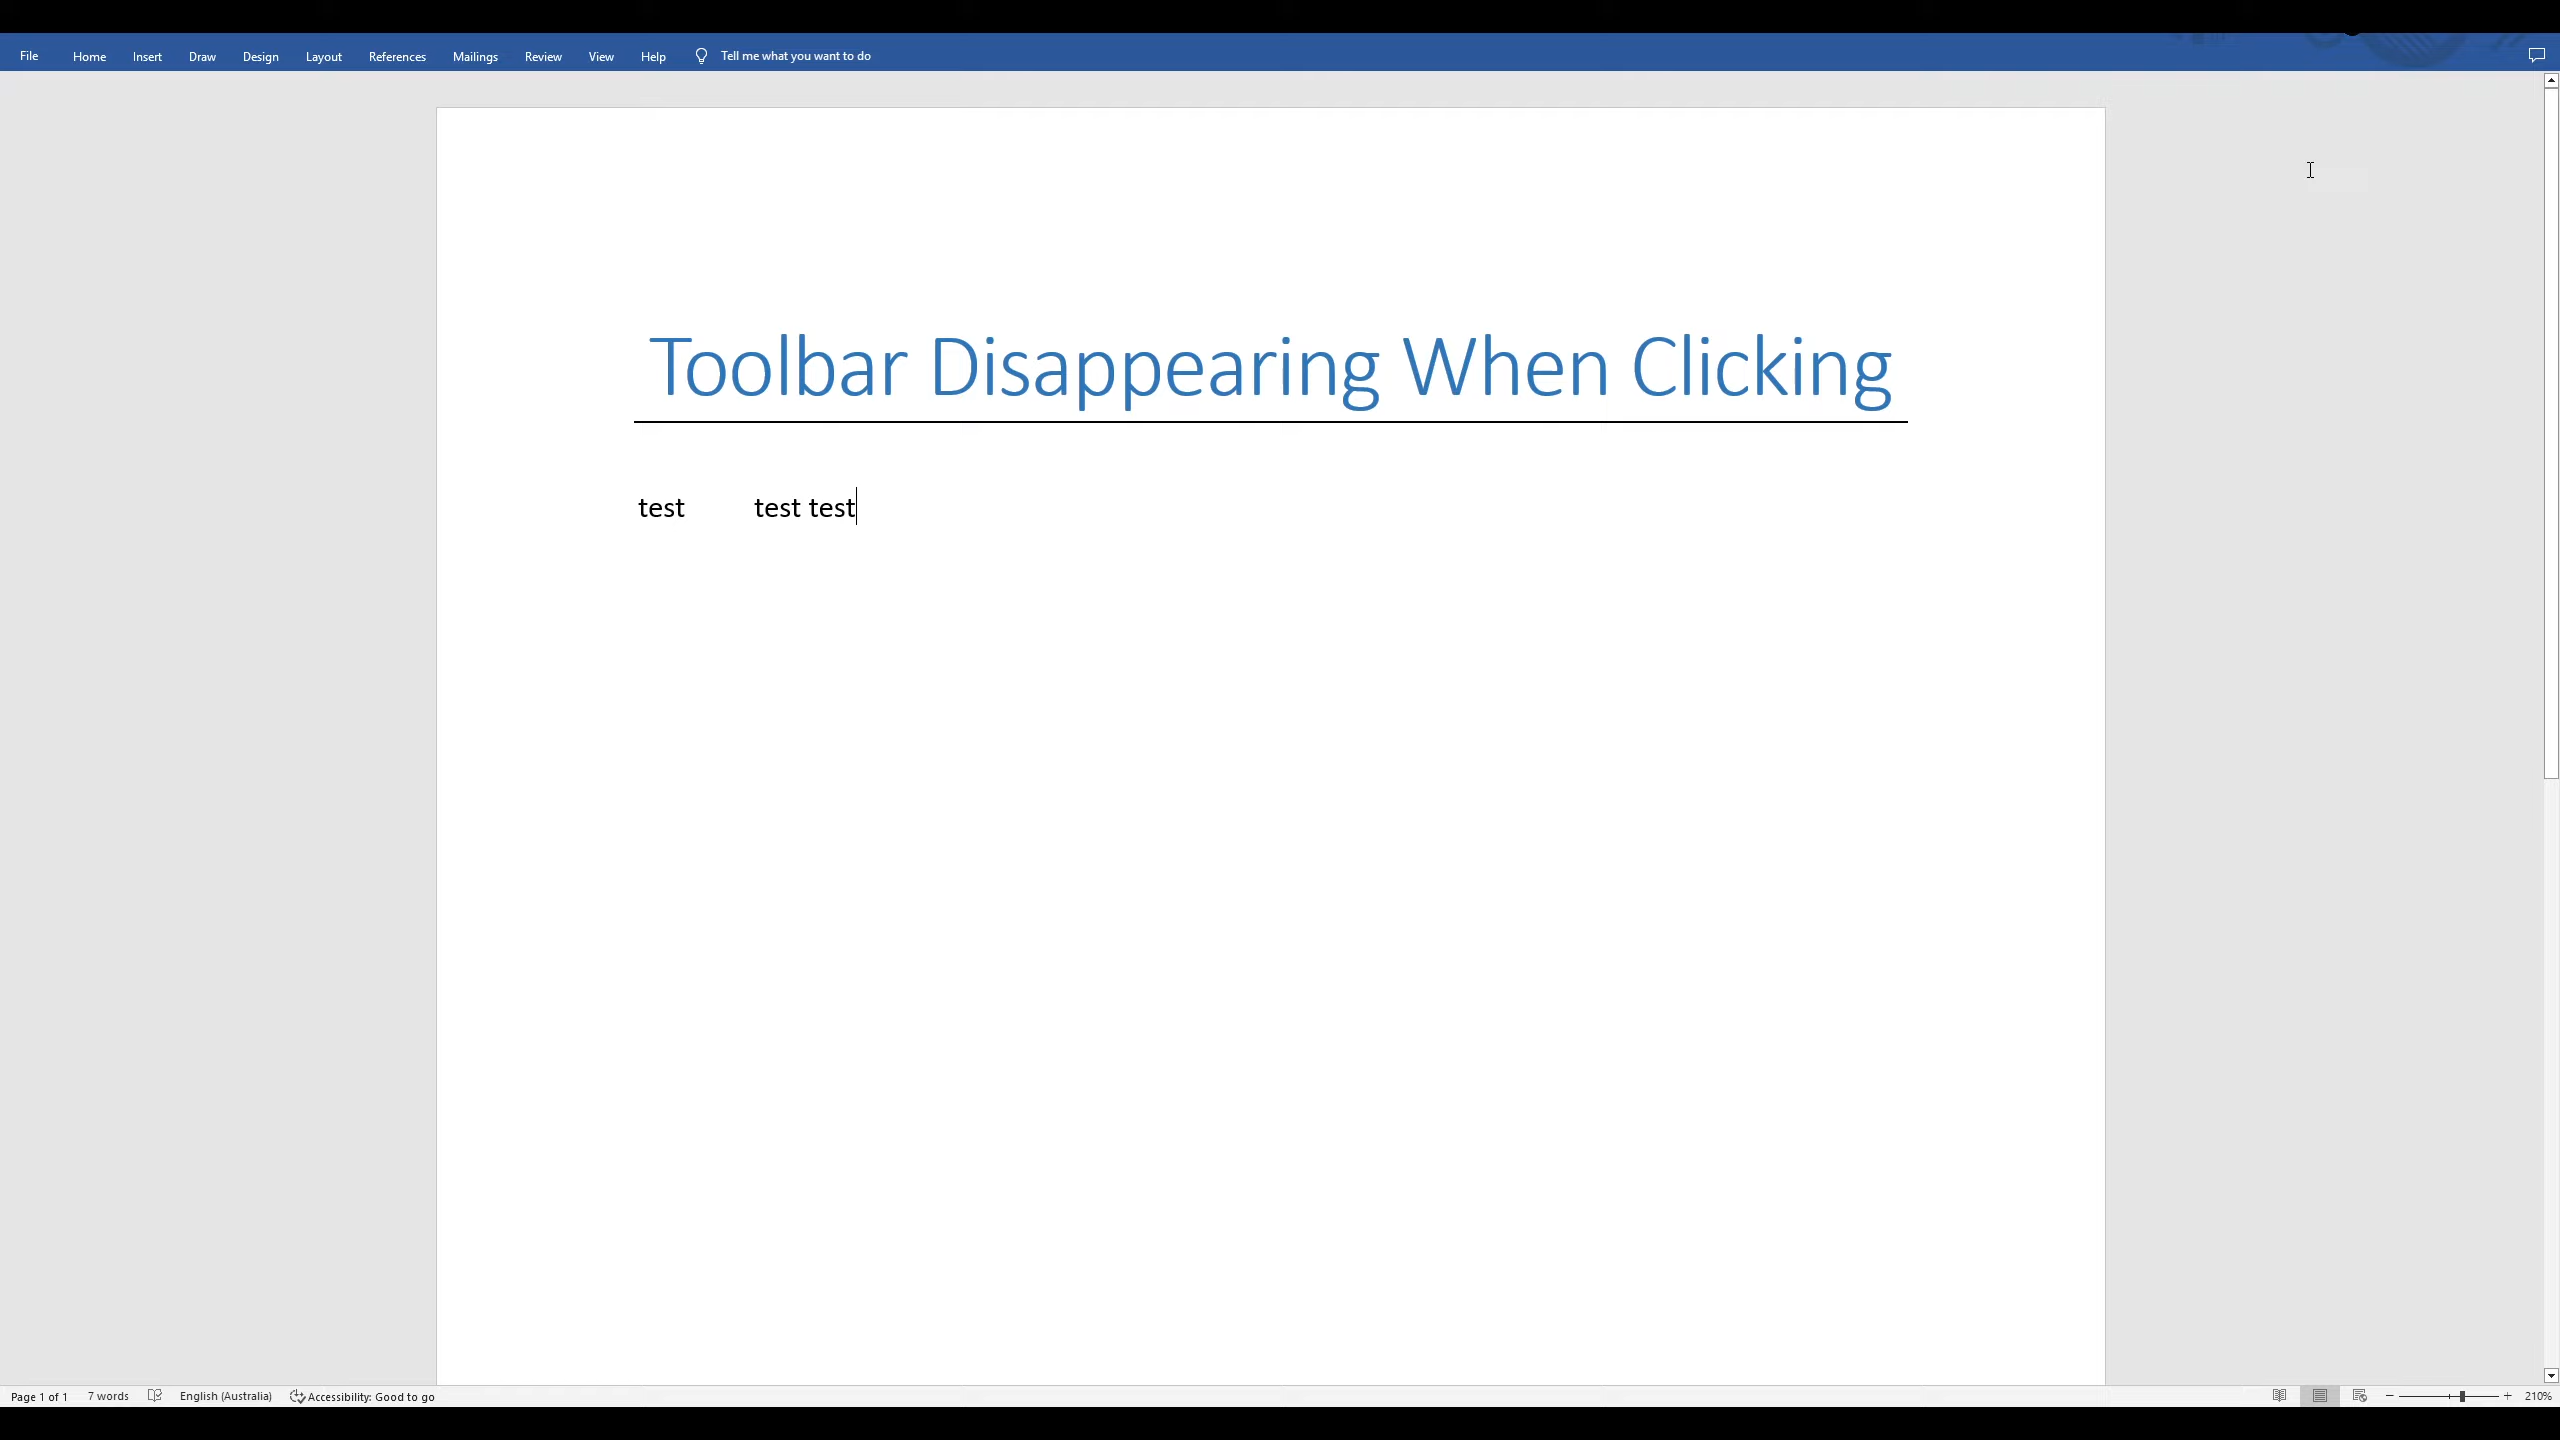 File Home Insert Draw Design Layout References Mailings Review View Help Tell me what you want to do
Toolbar Disappearing When Clicking
test test test
Page 1 of 1 7 words English (Australia) Accessibility: Good to go 210%